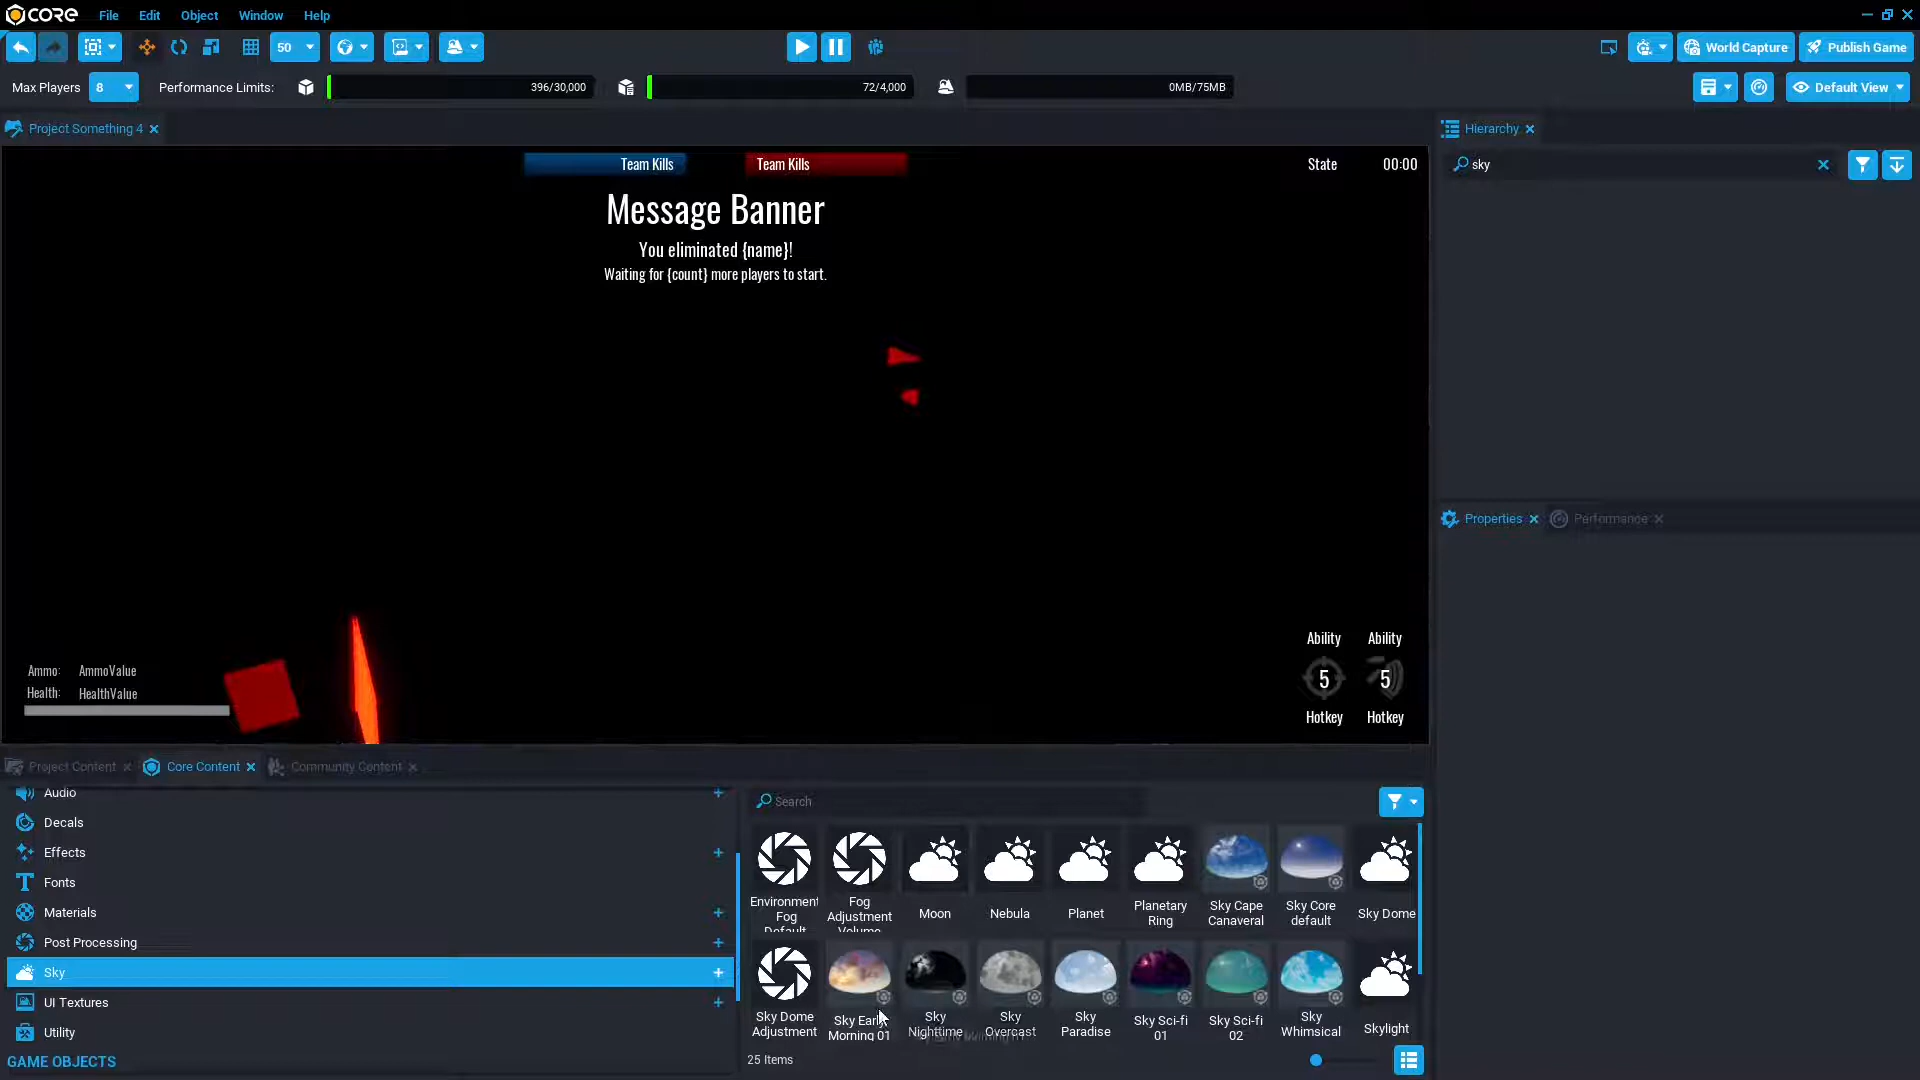 CORE File Edit Object Window Help
50 World Capture Publish Game
Max Players 8 Performance Limits: 396/30,000 72/4,000 0MB/75MB Default View
Project Something 4 Hierarchy
Team Kills Team Kills State 00:00 sky
Message Banner
You eliminated {name}!
Waiting for {count} more players to start.
Properties Performance
Ability Ability
5 5
Hotkey Hotkey
Ammo: AmmoValue
Health: HealthValue
Project Content Core Content Community Content
Audio
Decals
Effects
Fonts
Materials
Post Processing
Sky
UI Textures
Utility
GAME OBJECTS
Search
Environment
Fog
Default
Fog
Adjustment
Volume
Moon
Nebula
Planet
Planetary
Ring
Sky Cape
Canaveral
Sky Core
default
Sky Dome
Sky Dome
Adjustment
Sky Early
Morning 01
Sky
Nighttime
Sky
Overcast
Sky
Paradise
Sky Sci-fi
01
Sky Sci-fi
02
Sky
Whimsical
Skylight
25 Items